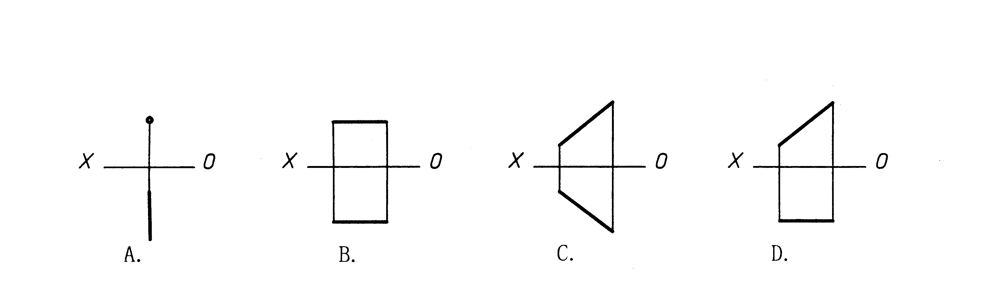 X O X O X O X O
A. B. C. D.